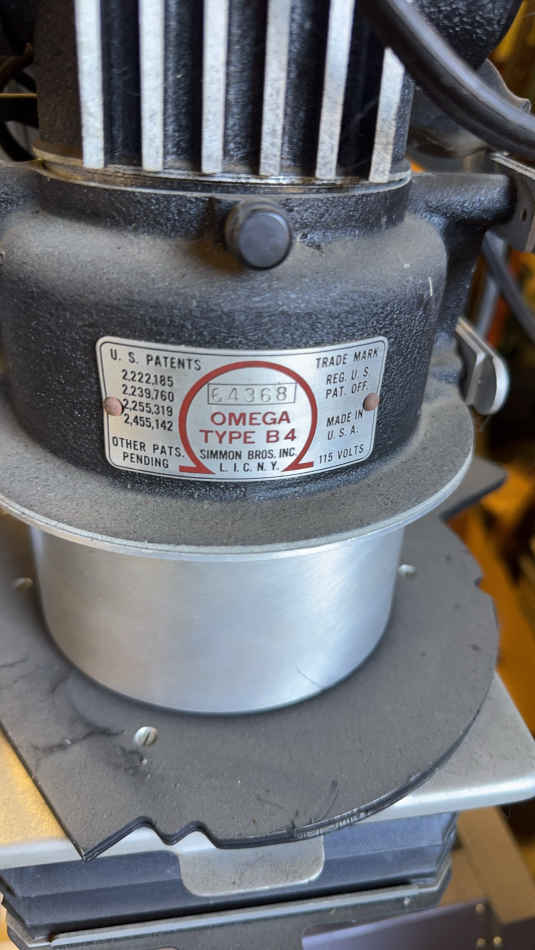 U. S. PATENTS
2,222,185
2,239,760
2,255,319
2,455,142
OTHER PATS.
PENDING
64368
OMEGA
TYPE B4
SIMMON BROS. INC.
L. I. C. N. Y.
TRADE MARK
REG. U. S.
PAT. OFF.
MADE IN
U. S. A.
115 VOLTS